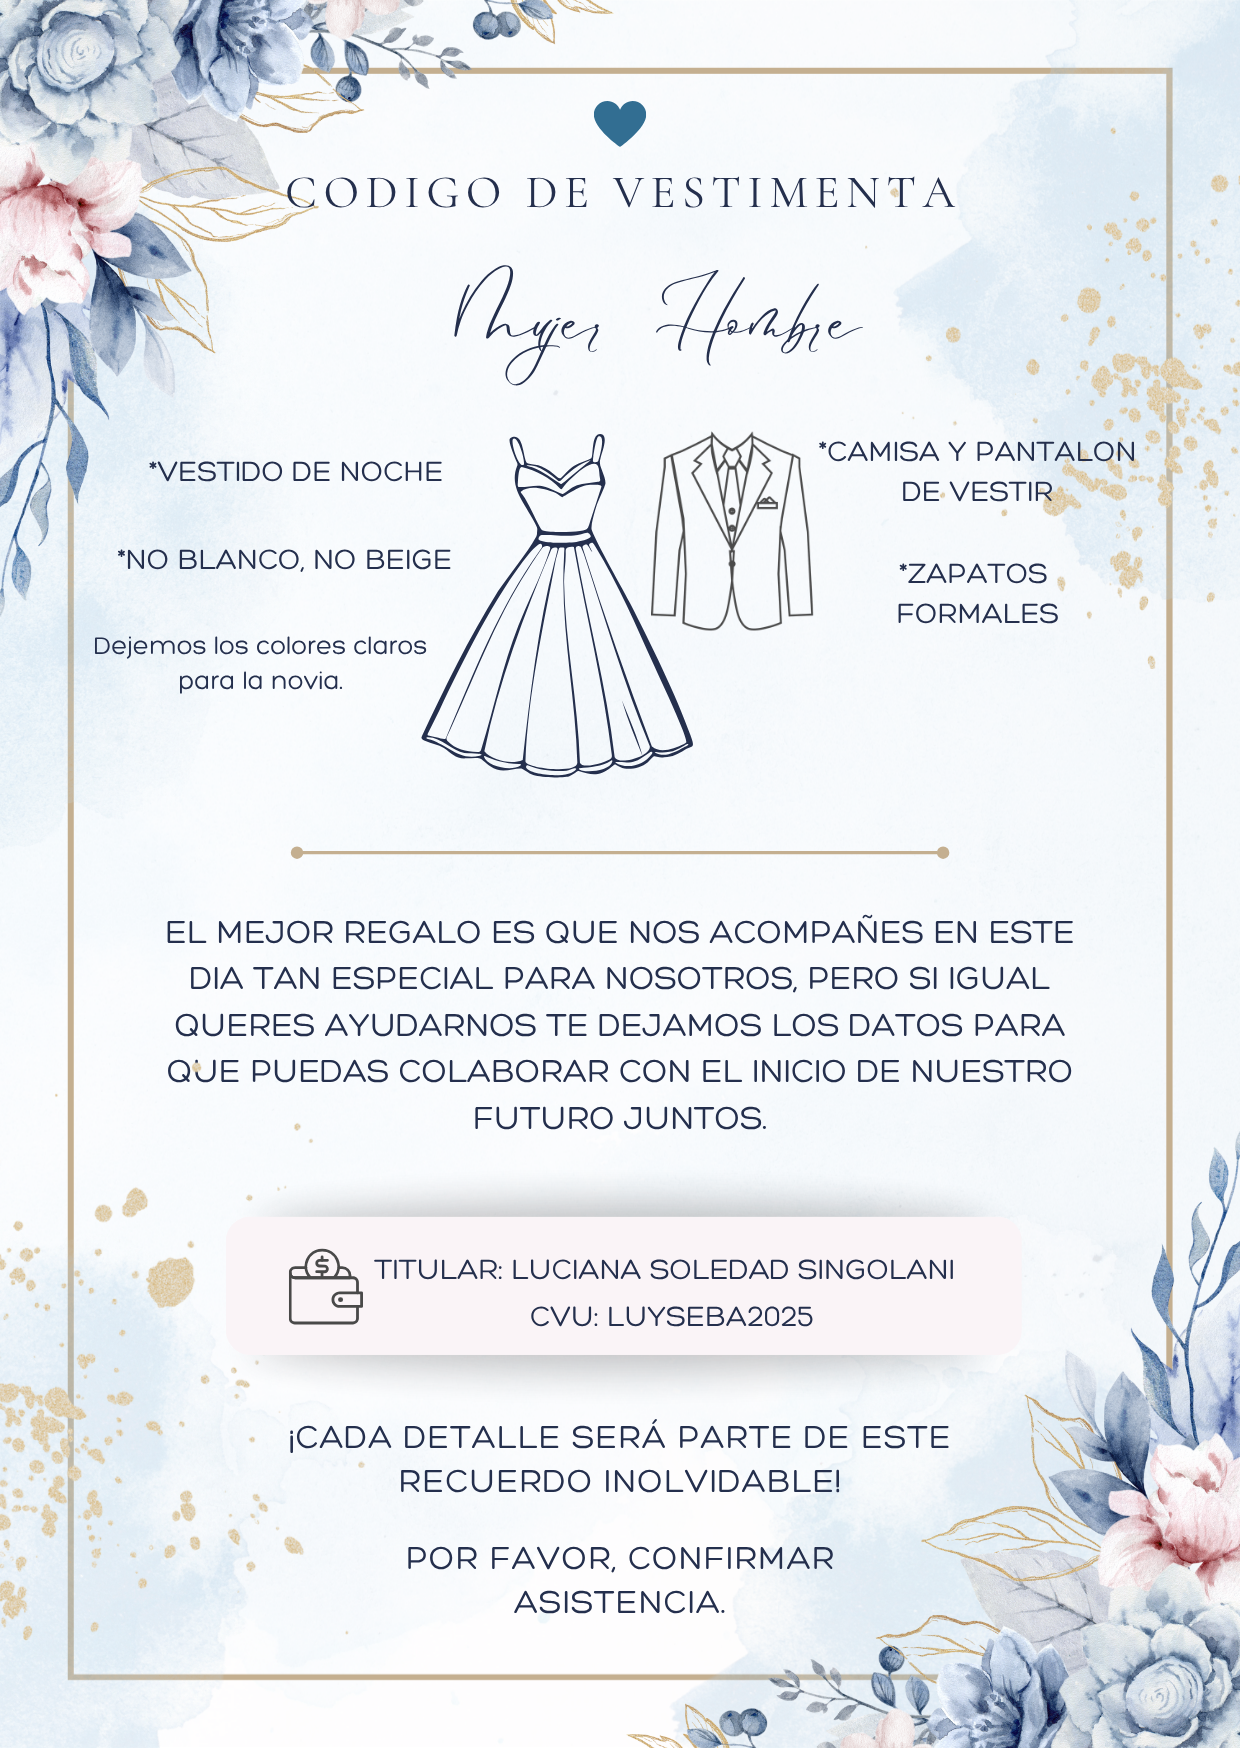 CODIGO DE VESTIMENTA
Mujer Hombre
*VESTIDO DE NOCHE
*NO BLANCO, NO BEIGE
Dejemos los colores claros
para la novia.
*CAMISA Y PANTALON
DE VESTIR
*ZAPATOS
FORMALES
EL MEJOR REGALO ES QUE NOS ACOMPAÑES EN ESTE
DIA TAN ESPECIAL PARA NOSOTROS, PERO SI IGUAL
QUERES AYUDARNOS TE DEJAMOS LOS DATOS PARA
QUE PUEDAS COLABORAR CON EL INICIO DE NUESTRO
FUTURO JUNTOS.
TITULAR: LUCIANA SOLEDAD SINGOLANI
CVU: LUYSEBA2025
¡CADA DETALLE SERÁ PARTE DE ESTE
RECUERDO INOLVIDABLE!
POR FAVOR, CONFIRMAR
ASISTENCIA.